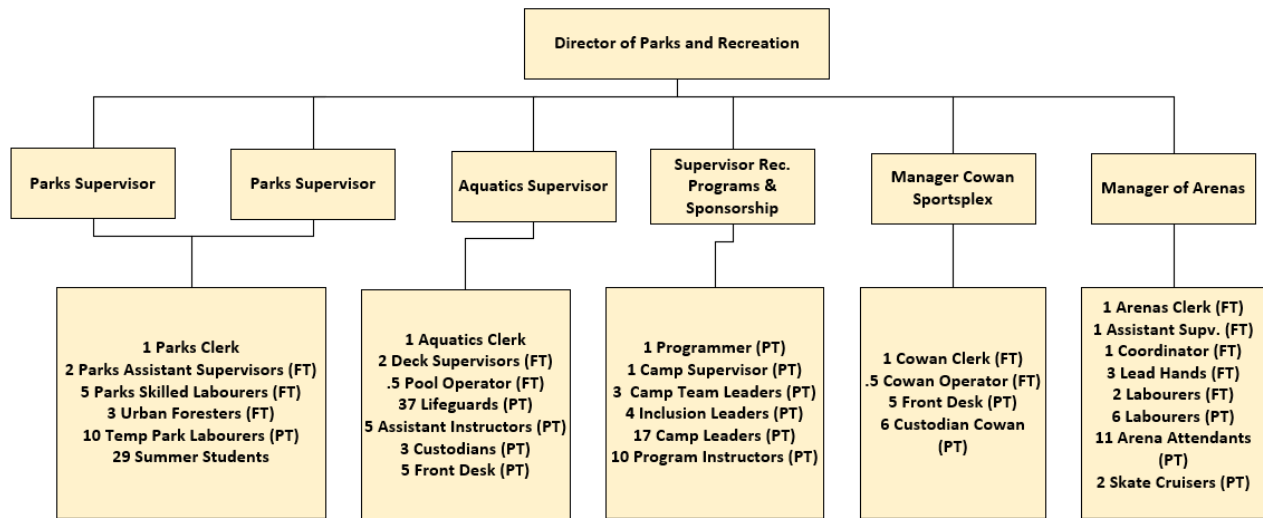 Director of Parks and Recreation
Parks Supervisor
Parks Supervisor
Aquatics Supervisor
Supervisor Rec.
Programs &
Sponsorship
Manager Cowan
Sportsplex
Manager of Arenas
1 Parks Clerk
2 Parks Assistant Supervisors (FT)
5 Parks Skilled Labourers (FT)
3 Urban Foresters (FT)
10 Temp Park Labourers (PT)
29 Summer Students
1 Aquatics Clerk
2 Deck Supervisors (FT)
.5 Pool Operator (FT)
37 Lifeguards (PT)
5 Assistant Instructors (PT)
3 Custodians (PT)
5 Front Desk (PT)
1 Programmer (PT)
1 Camp Supervisor (PT)
3 Camp Team Leaders (PT)
4 Inclusion Leaders (PT)
17 Camp Leaders (PT)
10 Program Instructors (PT)
1 Cowan Clerk (FT)
.5 Cowan Operator (FT)
5 Front Desk (PT)
6 Custodian Cowan
(PT)
1 Arenas Clerk (FT)
1 Assistant Supv. (FT)
1 Coordinator (FT)
3 Lead Hands (FT)
2 Labourers (FT)
6 Labourers (PT)
11 Arena Attendants
(PT)
2 Skate Cruisers (PT)